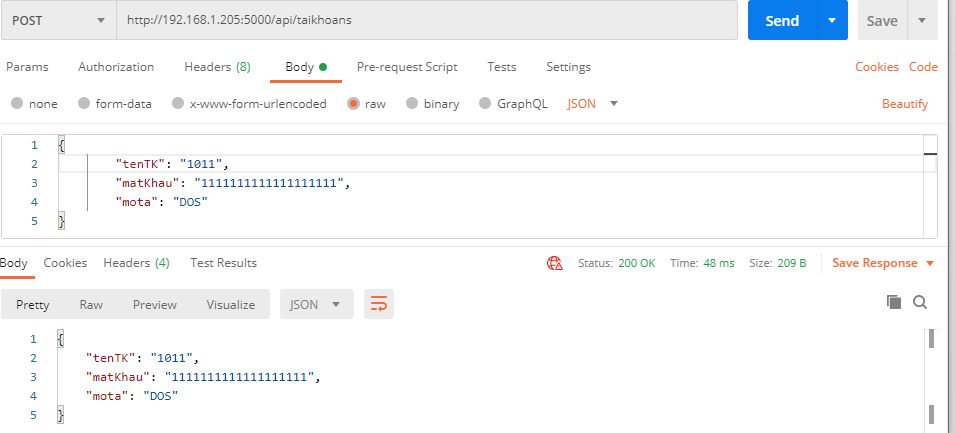 POST http://192.168.1.205:5000/api/taikhoans Send Save
Params Authorization Headers (8) Body Pre-request Script Tests Settings Cookies Code
none form-data x-www-form-urlencoded raw binary GraphQL JSON Beautify
1 {
2 "tenTK": "1011",
3 "matKhau": "1111111111111111111",
4 "mota": "DOS"
5 }
Body Cookies Headers (4) Test Results Status: 200 OK Time: 48 ms Size: 209 B Save Response
Pretty Raw Preview Visualize JSON
1 {
2 "tenTK": "1011",
3 "matKhau": "1111111111111111111",
4 "mota": "DOS"
5 }